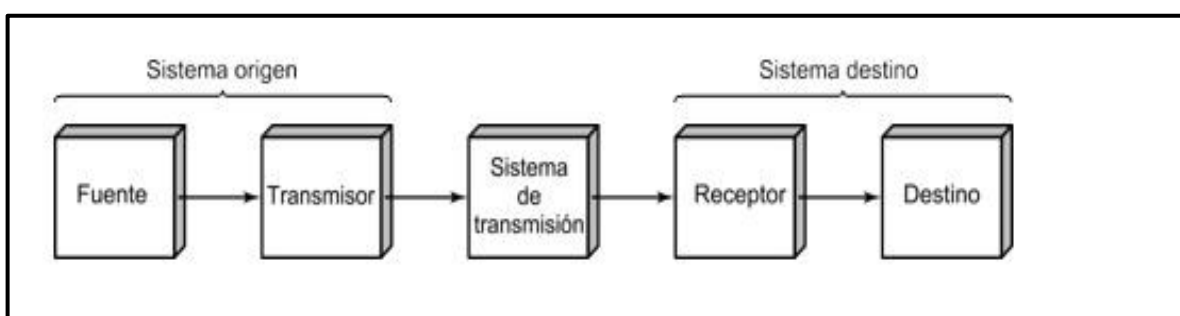 Sistema origen
Sistema destino
Fuente
Transmisor
Sistema
de
transmisión
Receptor
Destino